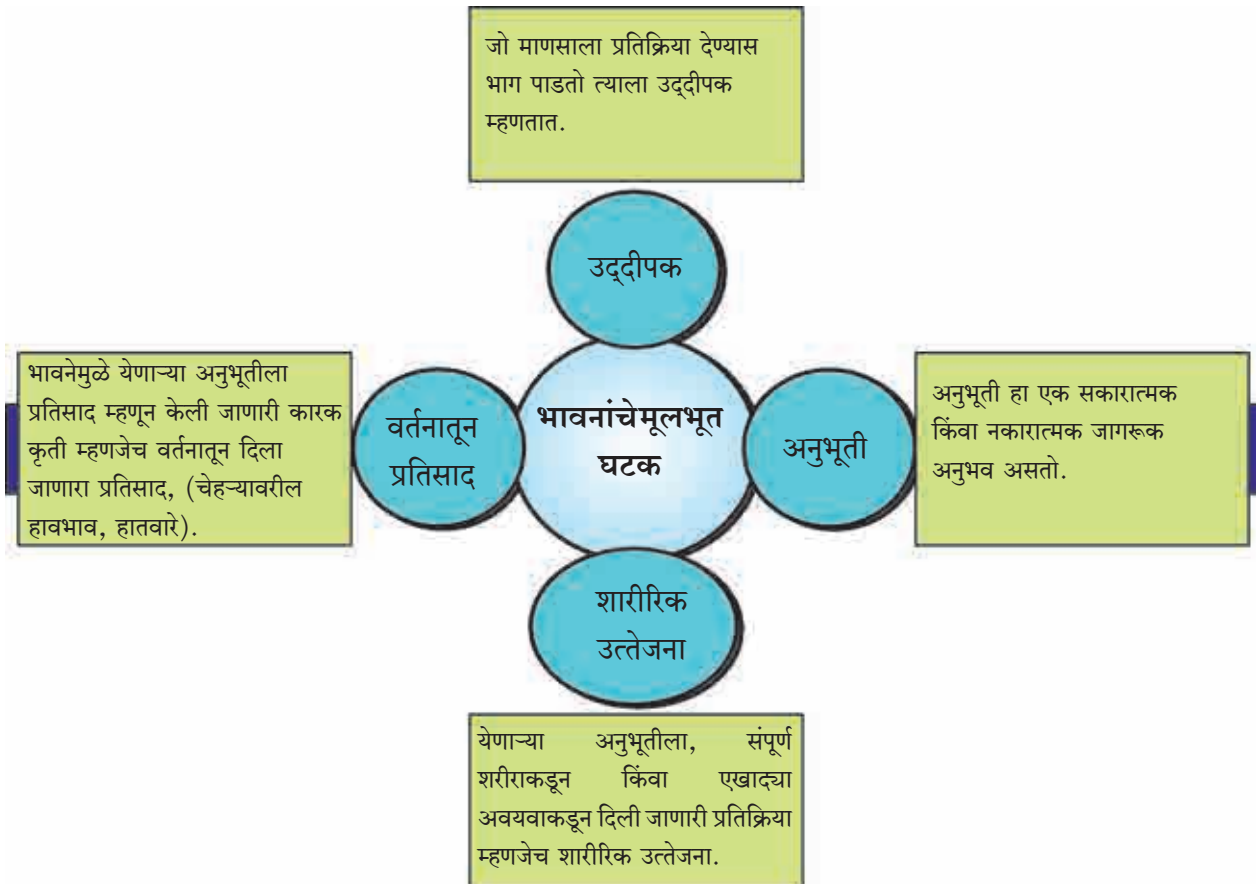 जो माणसाला प्रतिक्रिया देण्यास
भाग पाडतो त्याला उद्‌दीपक
म्हणतात.
उद्‌दीपक
भावनेमुळे येणाऱ्या अनुभूतीला
प्रतिसाद म्हणून केली जाणारी कारक
कृती म्हणजेच वर्तनातून दिला
जाणारा प्रतिसाद, (चेहऱ्यावरील
हावभाव, हातवारे).
वर्तनातून
प्रतिसाद
भावनांचेमूलभूत
घटक
अनुभूती
अनुभूती हा एक सकारात्मक
किंवा नकारात्मक जागरूक
अनुभव असतो.
शारीरिक
उत्तेजना
येणाऱ्या अनुभूतीला, संपूर्ण
शरीराकडून किंवा एखाद्या
अवयवाकडून दिली जाणारी प्रतिक्रिया
म्हणजेच शारीरिक उत्तेजना.